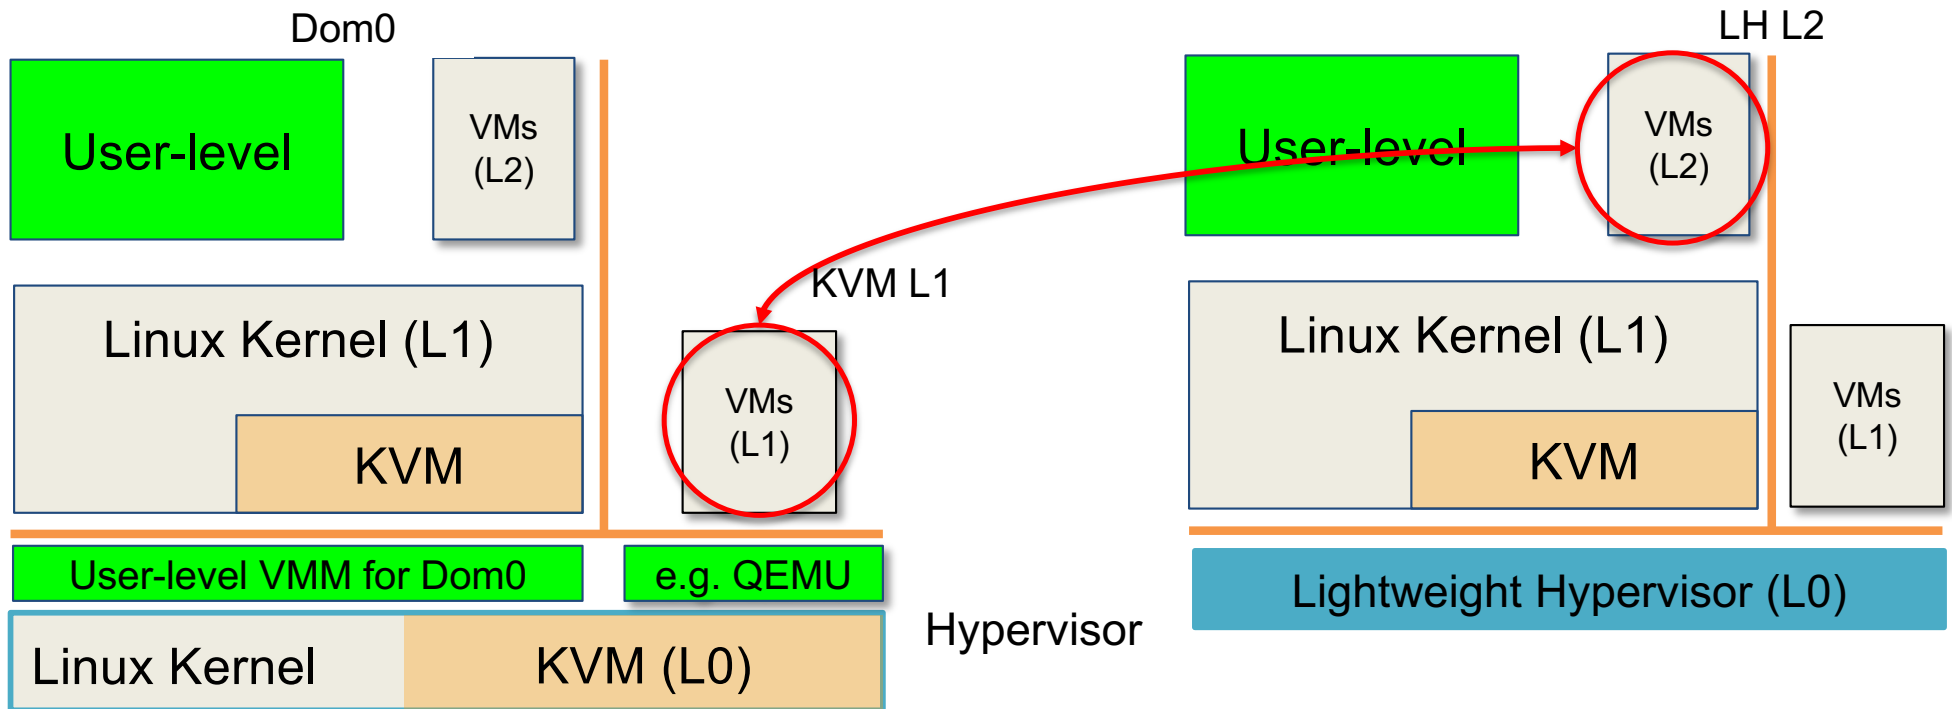 Dom0
User-level
VMs
(L2)
Linux Kernel (L1)
KVM
KVM L1
VMs
(L1)
User-level VMM for Dom0
e.g. QEMU
Linux Kernel
KVM (L0)
Hypervisor
LH L2
User-level
VMs
(L2)
Linux Kernel (L1)
KVM
VMs
(L1)
Lightweight Hypervisor (L0)